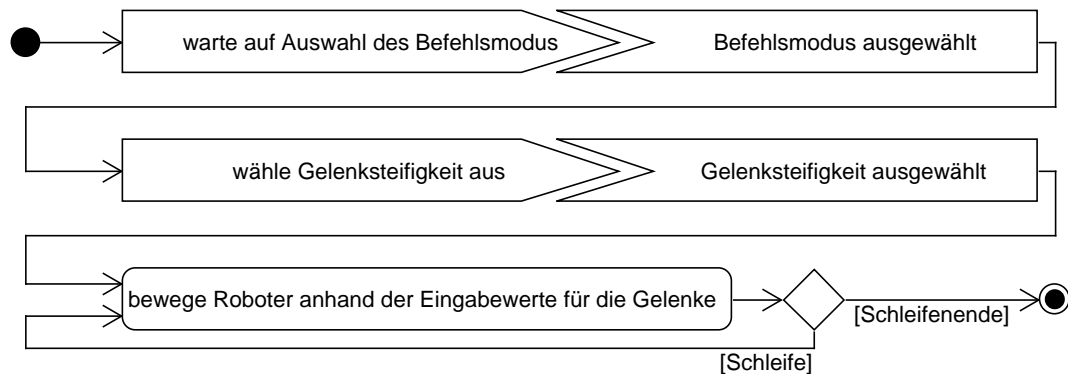 warte auf Auswahl des Befehlsmodus
Befehlsmodus ausgewählt
wähle Gelenksteifigkeit aus
Gelenksteifigkeit ausgewählt
bewege Roboter anhand der Eingabewerte für die Gelenke
[Schleifenende]
[Schleife]